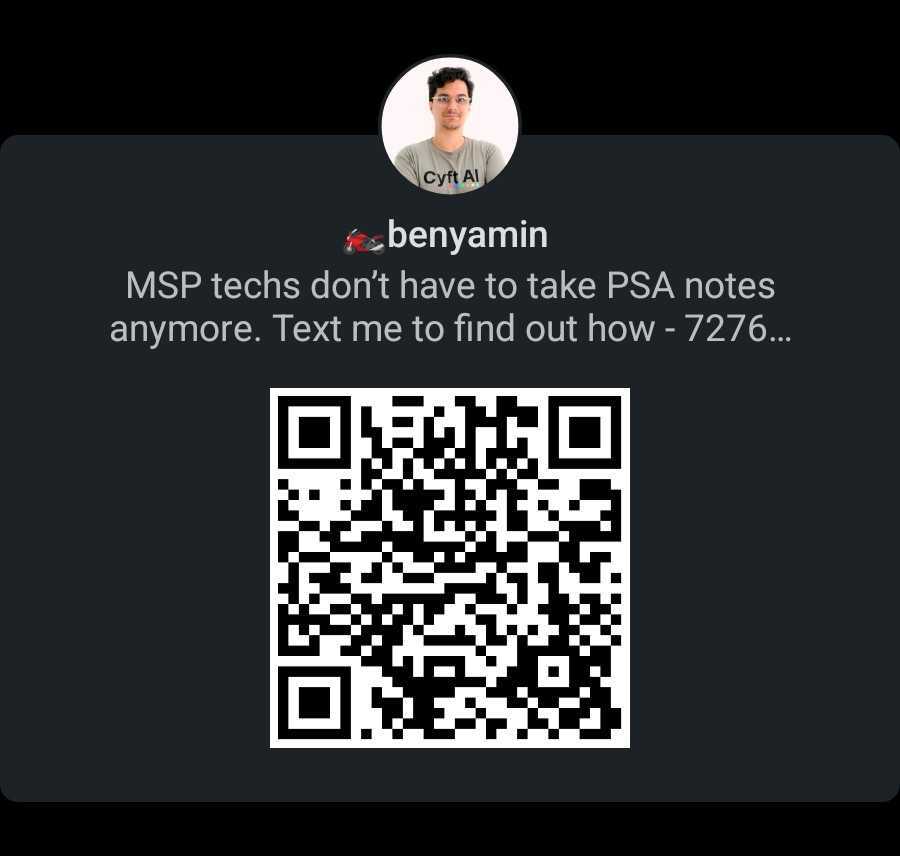 Cyft AI
🏍️benyamin
MSP techs don’t have to take PSA notes
anymore. Text me to find out how - 7276…